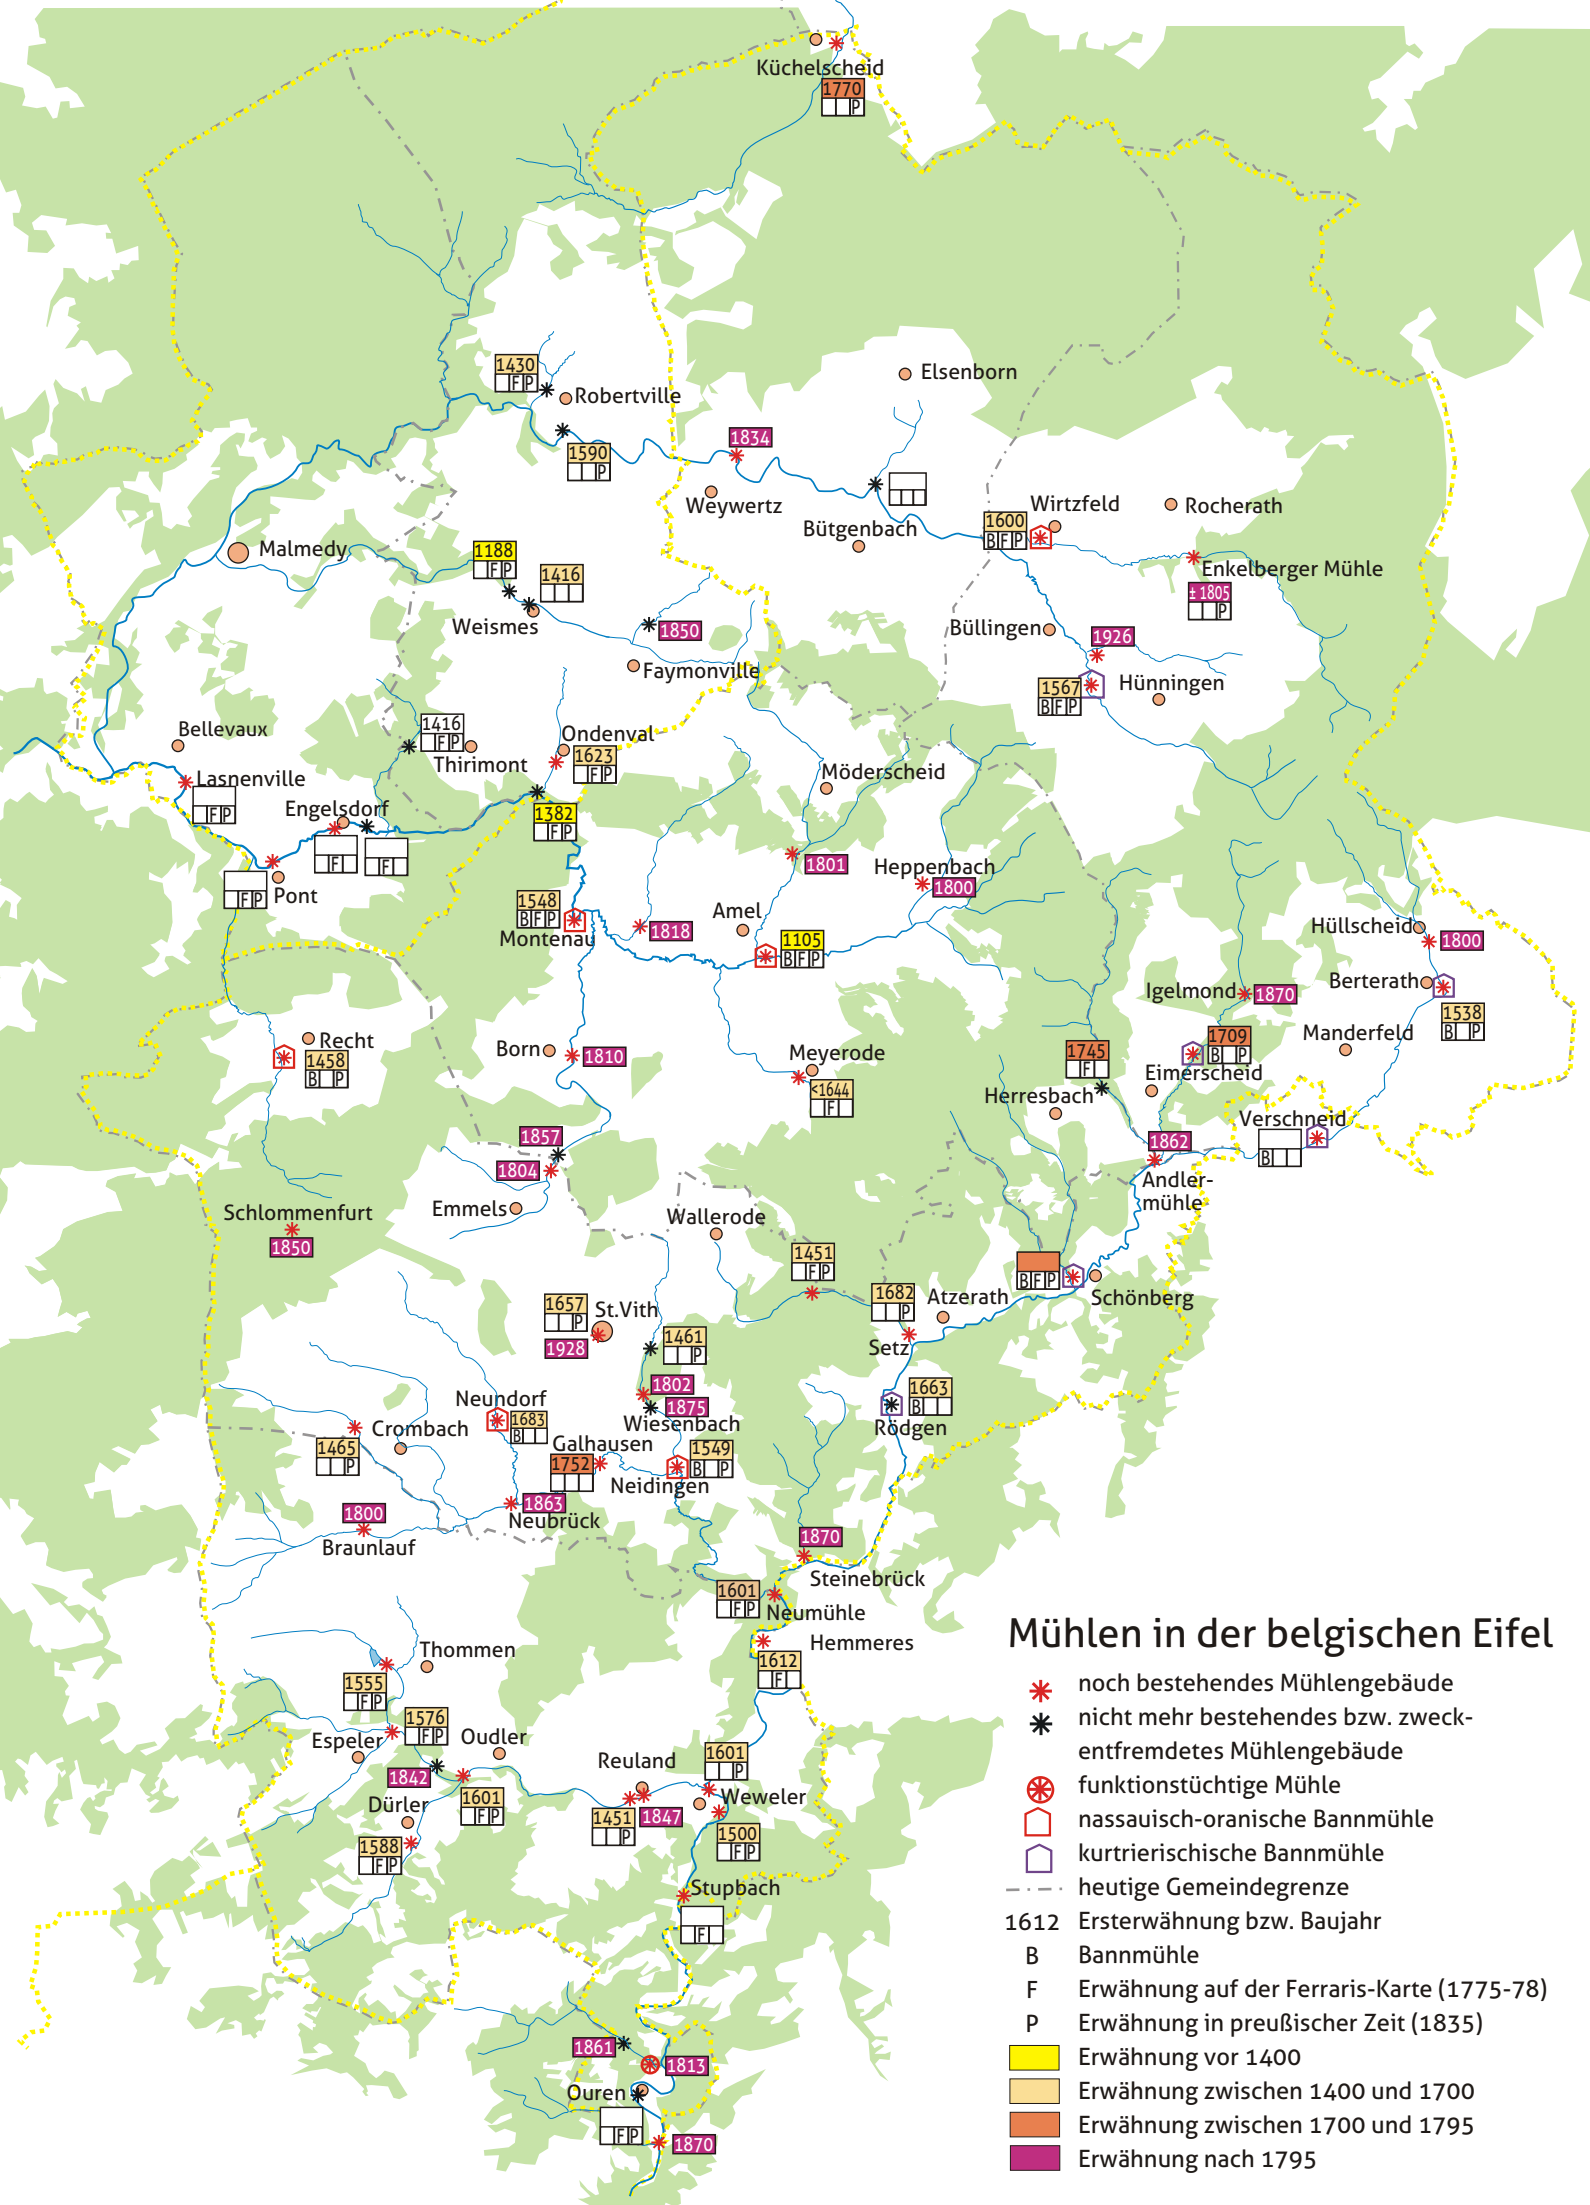 Küchelscheid
1770
P
1430
F P
Robertville
1590
P
Elsenborn
1834
Weywertz
Bütgenbach
Wirtzfeld
1600
B F P
Rocherath
Enkelberger Mühle
± 1805
P
Malmedy
1188
F P
1416
Weismes
1850
Faymonville
Büllingen
1926
1567
B F P
Hünningen
Bellevaux
1416
F P
Thirimont
Ondenval
1623
F P
Lasnenville
F P
Engelsdorf
F
F
1382
F P
Möderscheid
1801
Heppenbach
1800
F P
Pont
1548
B F P
Montenau
1818
Amel
1105
B F P
Hüllscheid
1800
Igelmond
1870
Berterath
1538
B P
Recht
1458
B P
Born
1810
Meyerode
<1644
F
1745
F
Herresbach
1709
B P
Eimerscheid
Manderfeld
Verschneid
B
1857
1804
Emmels
1862
Andler-
mühle
Schlommenfurt
1850
Wallerode
1451
F P
1682
P
Setz
Atzerath
B F P
Schönberg
1657
P
St.Vith
1928
1461
P
1802
1875
Wiesenbach
1663
B
Rödgen
Neundorf
1683
B
Crombach
1465
P
Galhausen
1752
1549
B P
Neidingen
1863
Neubrück
1800
Braunlauf
1870
Steinebrück
1601
F P
Neumühle
Hemmeres
1612
F
Thommen
1555
F P
1576
F P
Espeler
Oudler
1842
1601
F P
Dürler
1588
F P
Reuland
1601
P
1451
P
1847
Weweler
1500
F P
Stupbach
F
1861
1813
Ouren
F P
1870
Mühlen in der belgischen Eifel
noch bestehendes Mühlengebäude
nicht mehr bestehendes bzw. zweck-
entfremdetes Mühlengebäude
funktionstüchtige Mühle
nassauisch-oranische Bannmühle
kurtrierischische Bannmühle
heutige Gemeindegrenze
1612 Ersterwähnung bzw. Baujahr
B Bannmühle
F Erwähnung auf der Ferraris-Karte (1775-78)
P Erwähnung in preußischer Zeit (1835)
Erwähnung vor 1400
Erwähnung zwischen 1400 und 1700
Erwähnung zwischen 1700 und 1795
Erwähnung nach 1795